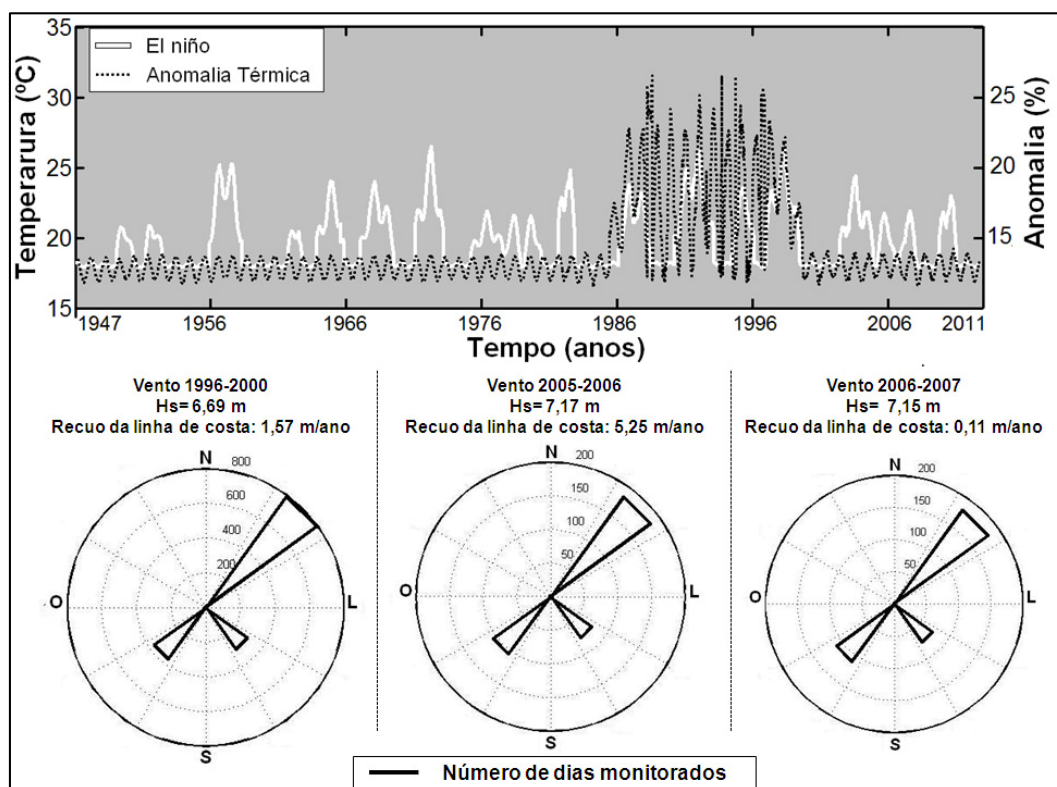 35
30
25
20
15
Temperarura (ºC)
El niño
Anomalia Térmica
25
20
15
Anomalia (%)
1947 1956 1966 1976 1986 1996 2006 2011
Tempo (anos)
Vento 1996-2000
Hs= 6,69 m
Recuo da linha de costa: 1,57 m/ano
N
800
600
400
200
O
L
S
Vento 2005-2006
Hs= 7,17 m
Recuo da linha de costa: 5,25 m/ano
N
200
150
100
50
O
L
S
Vento 2006-2007
Hs= 7,15 m
Recuo da linha de costa: 0,11 m/ano
N
200
150
100
50
O
L
S
Número de dias monitorados